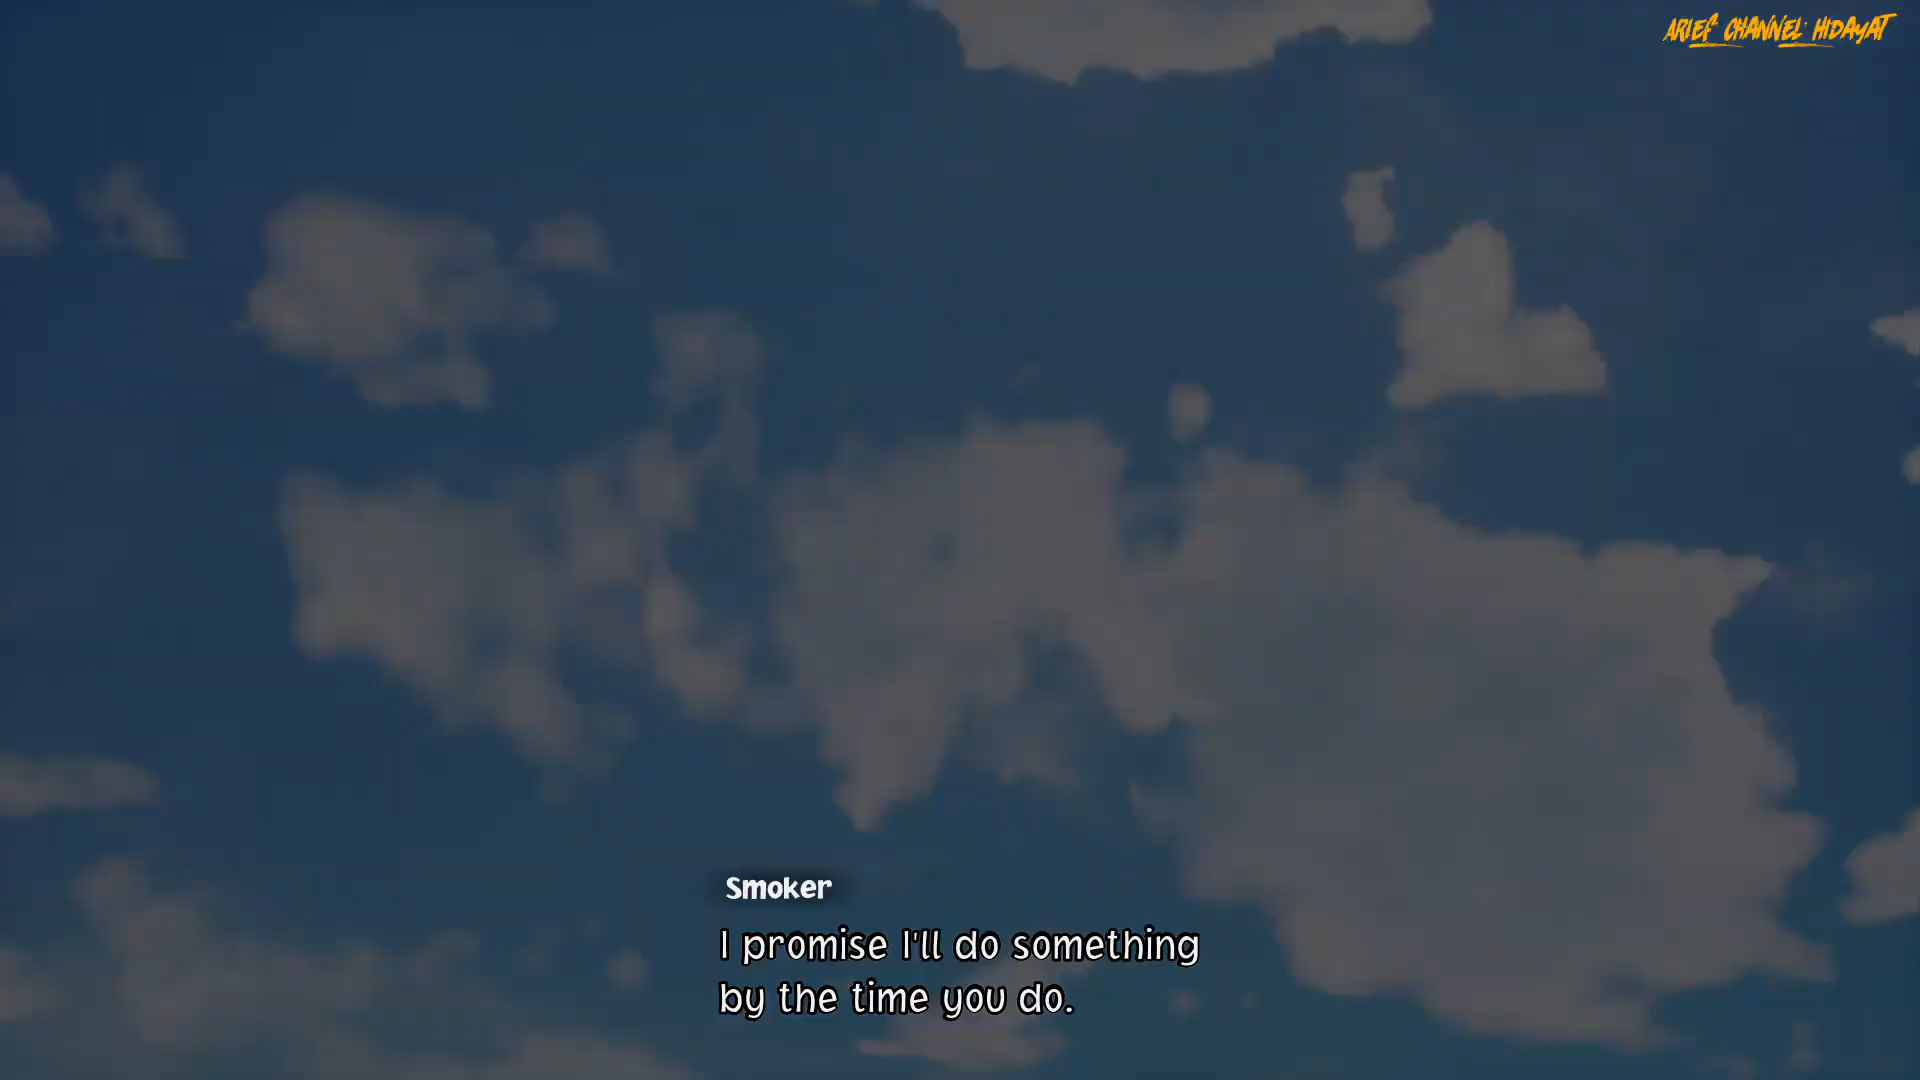 ARIEF CHANNEL HIDAYAT
Smoker
I promise I'll do something
by the time you do.